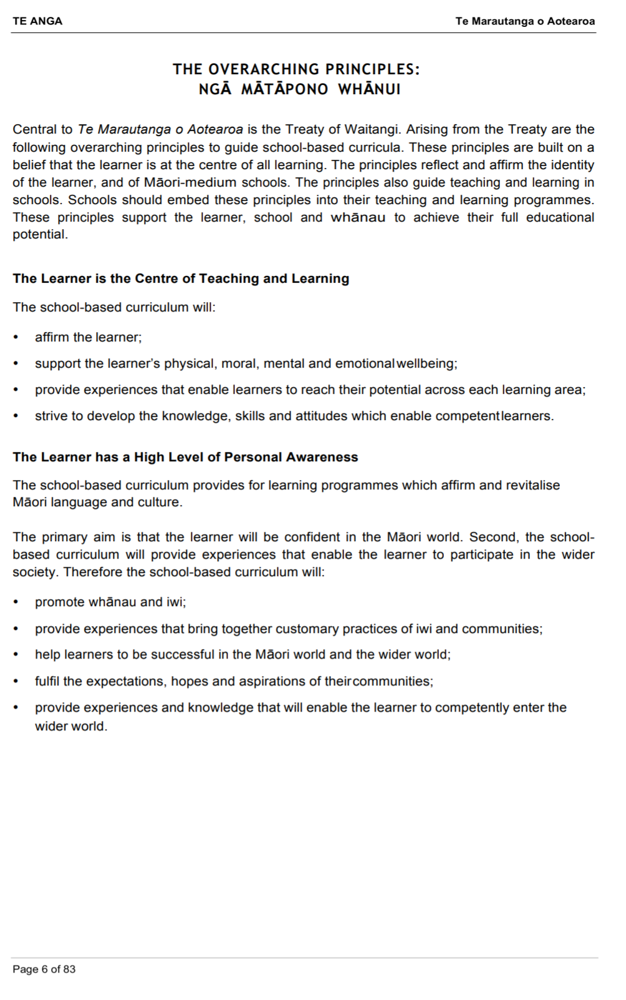 TE ANGA Te Marautanga o Aotearoa
THE OVERARCHING PRINCIPLES:
NGĀ MĀTĀPONO WHĀNUI
Central to Te Marautanga o Aotearoa is the Treaty of Waitangi. Arising from the Treaty are the
following overarching principles to guide school-based curricula. These principles are built on a
belief that the learner is at the centre of all learning. The principles reflect and affirm the identity
of the learner, and of Māori-medium schools. The principles also guide teaching and learning in
schools. Schools should embed these principles into their teaching and learning programmes.
These principles support the learner, school and whānau to achieve their full educational
potential.
The Learner is the Centre of Teaching and Learning
The school-based curriculum will:
• affirm the learner;
• support the learner’s physical, moral, mental and emotional wellbeing;
• provide experiences that enable learners to reach their potential across each learning area;
• strive to develop the knowledge, skills and attitudes which enable competent learners.
The Learner has a High Level of Personal Awareness
The school-based curriculum provides for learning programmes which affirm and revitalise
Māori language and culture.
The primary aim is that the learner will be confident in the Māori world. Second, the school-
based curriculum will provide experiences that enable the learner to participate in the wider
society. Therefore the school-based curriculum will:
• promote whānau and iwi;
• provide experiences that bring together customary practices of iwi and communities;
• help learners to be successful in the Māori world and the wider world;
• fulfil the expectations, hopes and aspirations of their communities;
• provide experiences and knowledge that will enable the learner to competently enter the
wider world.
Page 6 of 83